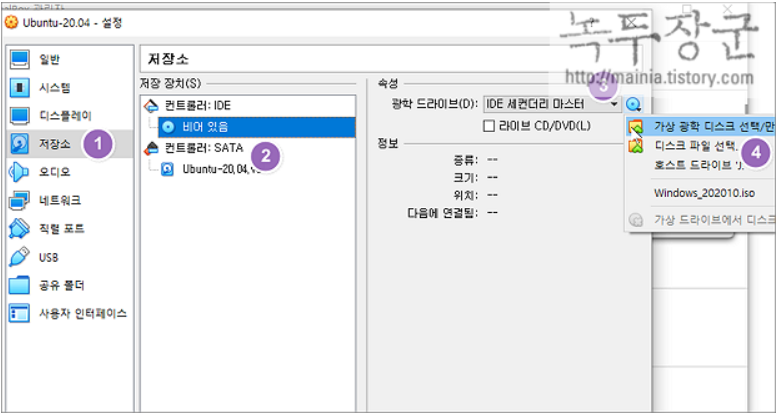 Ubuntu-20.04 - 설정
녹두장군
http://mainia.tistory.com
일반
시스템
디스플레이
저장소
1
오디오
네트워크
직렬 포트
USB
공유 폴더
사용자 인터페이스
저장소
저장 장치(S)
컨트롤러: IDE
비어 있음
컨트롤러: SATA
2
Ubuntu-20,04,v
속성
3
광학 드라이브(D): IDE 세컨더리 마스터
라이브 CD/DVD(L)
정보
종류: --
크기: --
위치: --
다음에 연결됨: --
가상 광학 디스크 선택/만
디스크 파일 선택.
4
호스트 드라이브 'J
Windows_202010.iso
가상 드라이브에서 디스크